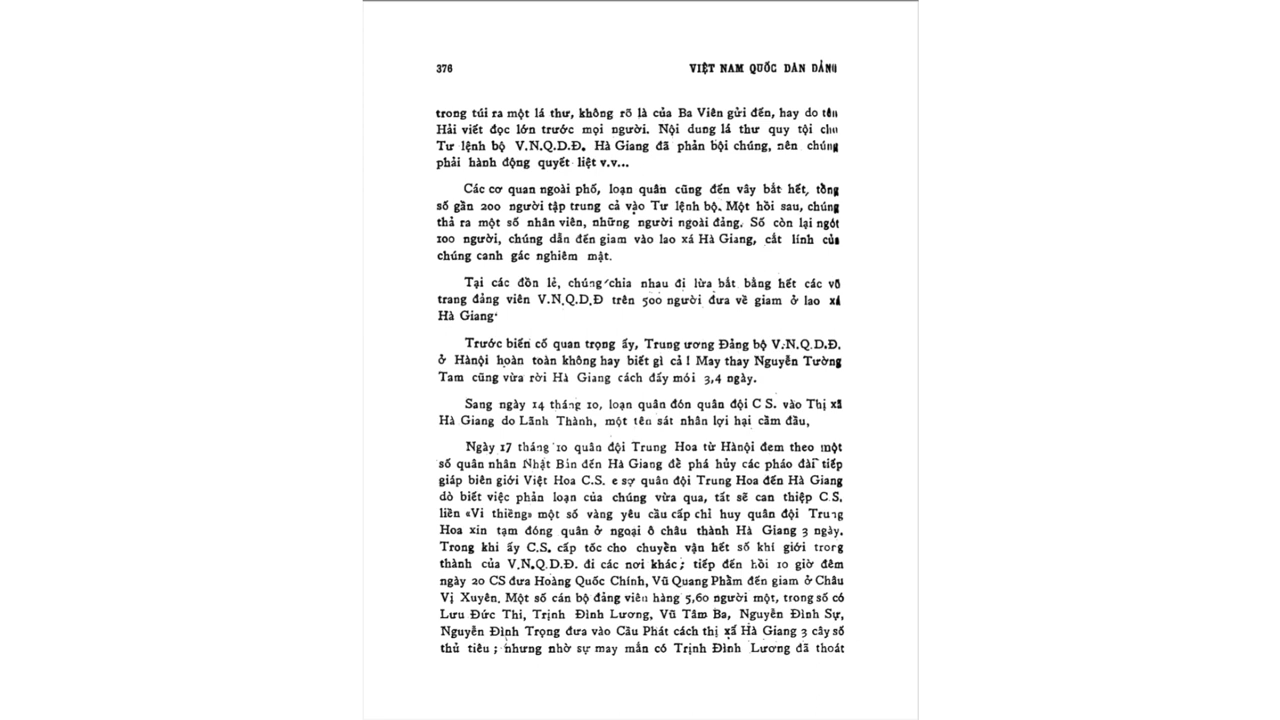 376 VIỆT NAM QUỐC DÂN ĐẢNG
trong túi ra một lá thư, không rõ là của Ba Viên gửi đến, hay do tên
Hải viết đọc lớn trước mọi người. Nội dung lá thư quy tội cho
Tư lệnh bộ V.N.Q.D.Đ. Hà Giang đã phản bội chúng, nên chúng
phải hành động quyết liệt v.v...
Các cơ quan ngoài phố, loạn quân cũng đến vây bắt hết, tổng
số gần 200 người tập trung cả vào Tư lệnh bộ. Một hồi sau, chúng
thả ra một số nhân viên, những người ngoài đảng. Số còn lại ngót
100 người, chúng dẫn đến giam vào lao xá Hà Giang, cắt lính của
chúng canh gác nghiêm mật.
Tại các đồn lẻ, chúng chia nhau đi lừa bắt bằng hết các võ
trang đảng viên V.N.Q.D.Đ trên 500 người đưa về giam ở lao xá
Hà Giang.
Trước biến cố quan trọng ấy, Trung ương Đảng bộ V.N.Q.D.Đ.
ở Hànội hoàn toàn không hay biết gì cả ! May thay Nguyễn Tường
Tam cũng vừa rời Hà Giang cách đấy mới 3,4 ngày.
Sang ngày 14 tháng 10, loạn quân đón quân đội C S. vào Thị xã
Hà Giang do Lãnh Thành, một tên sát nhân lợi hại cầm đầu,
Ngày 17 tháng 10 quân đội Trung Hoa từ Hànội đem theo một
số quân nhân Nhật Bản đến Hà Giang để phá hủy các pháo đài tiếp
giáp biên giới Việt Hoa C.S. e sợ quân đội Trung Hoa đến Hà Giang
dò biết việc phản loạn của chúng vừa qua, tất sẽ can thiệp C S.
liền «Vi thiềng» một số vàng yêu cầu cấp chỉ huy quân đội Trung
Hoa xin tạm đóng quân ở ngoại ô châu thành Hà Giang 3 ngày.
Trong khi ấy C.S. cấp tốc cho chuyển vận hết số khí giới trong
thành của V.N.Q.D.Đ. đi các nơi khác ; tiếp đến hồi 10 giờ đêm
ngày 20 CS đưa Hoàng Quốc Chính, Vũ Quang Phẩm đến giam ở Châu
Vị Xuyên. Một số cán bộ đảng viên hàng 5,60 người một, trong số có
Lưu Đức Thi, Trịnh Đình Lương, Vũ Tâm Ba, Nguyễn Đình Sự,
Nguyễn Đình Trọng đưa vào Cầu Phát cách thị xã Hà Giang 3 cây số
thủ tiêu ; nhưng nhờ sự may mắn có Trịnh Đình Lương đã thoát